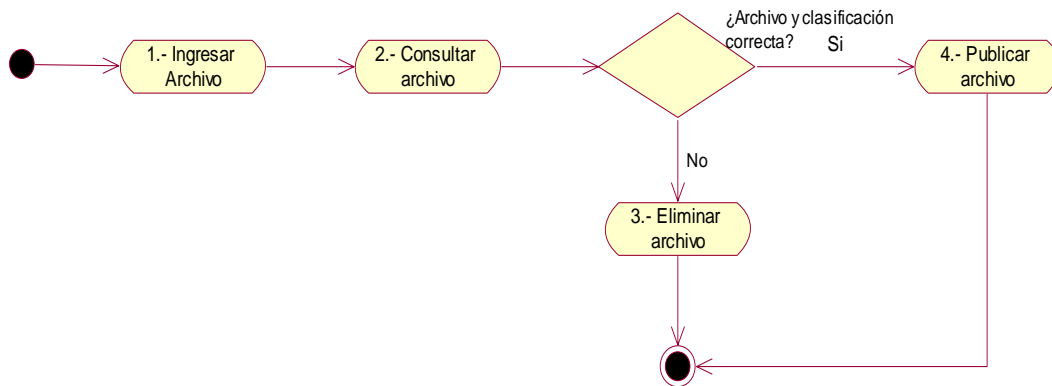 1.- Ingresar
Archivo
2.- Consultar
archivo
¿Archivo y clasificación
correcta?
Si
4.- Publicar
archivo
No
3.- Eliminar
archivo